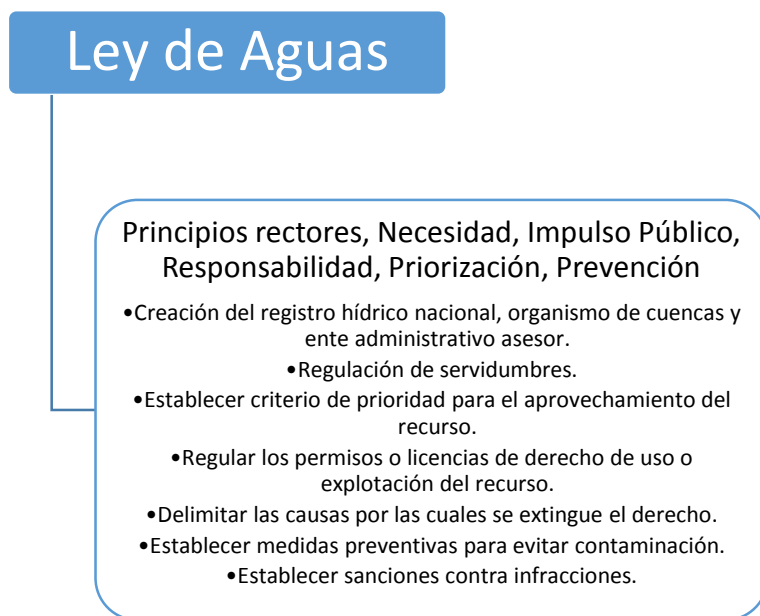 Ley de Aguas
Principios rectores, Necesidad, Impulso Público,
Responsabilidad, Priorización, Prevención
•Creación del registro hídrico nacional, organismo de cuencas y
ente administrativo asesor.
•Regulación de servidumbres.
•Establecer criterio de prioridad para el aprovechamiento del
recurso.
•Regular los permisos o licencias de derecho de uso o
explotación del recurso.
•Delimitar las causas por las cuales se extingue el derecho.
•Establecer medidas preventivas para evitar contaminación.
•Establecer sanciones contra infracciones.